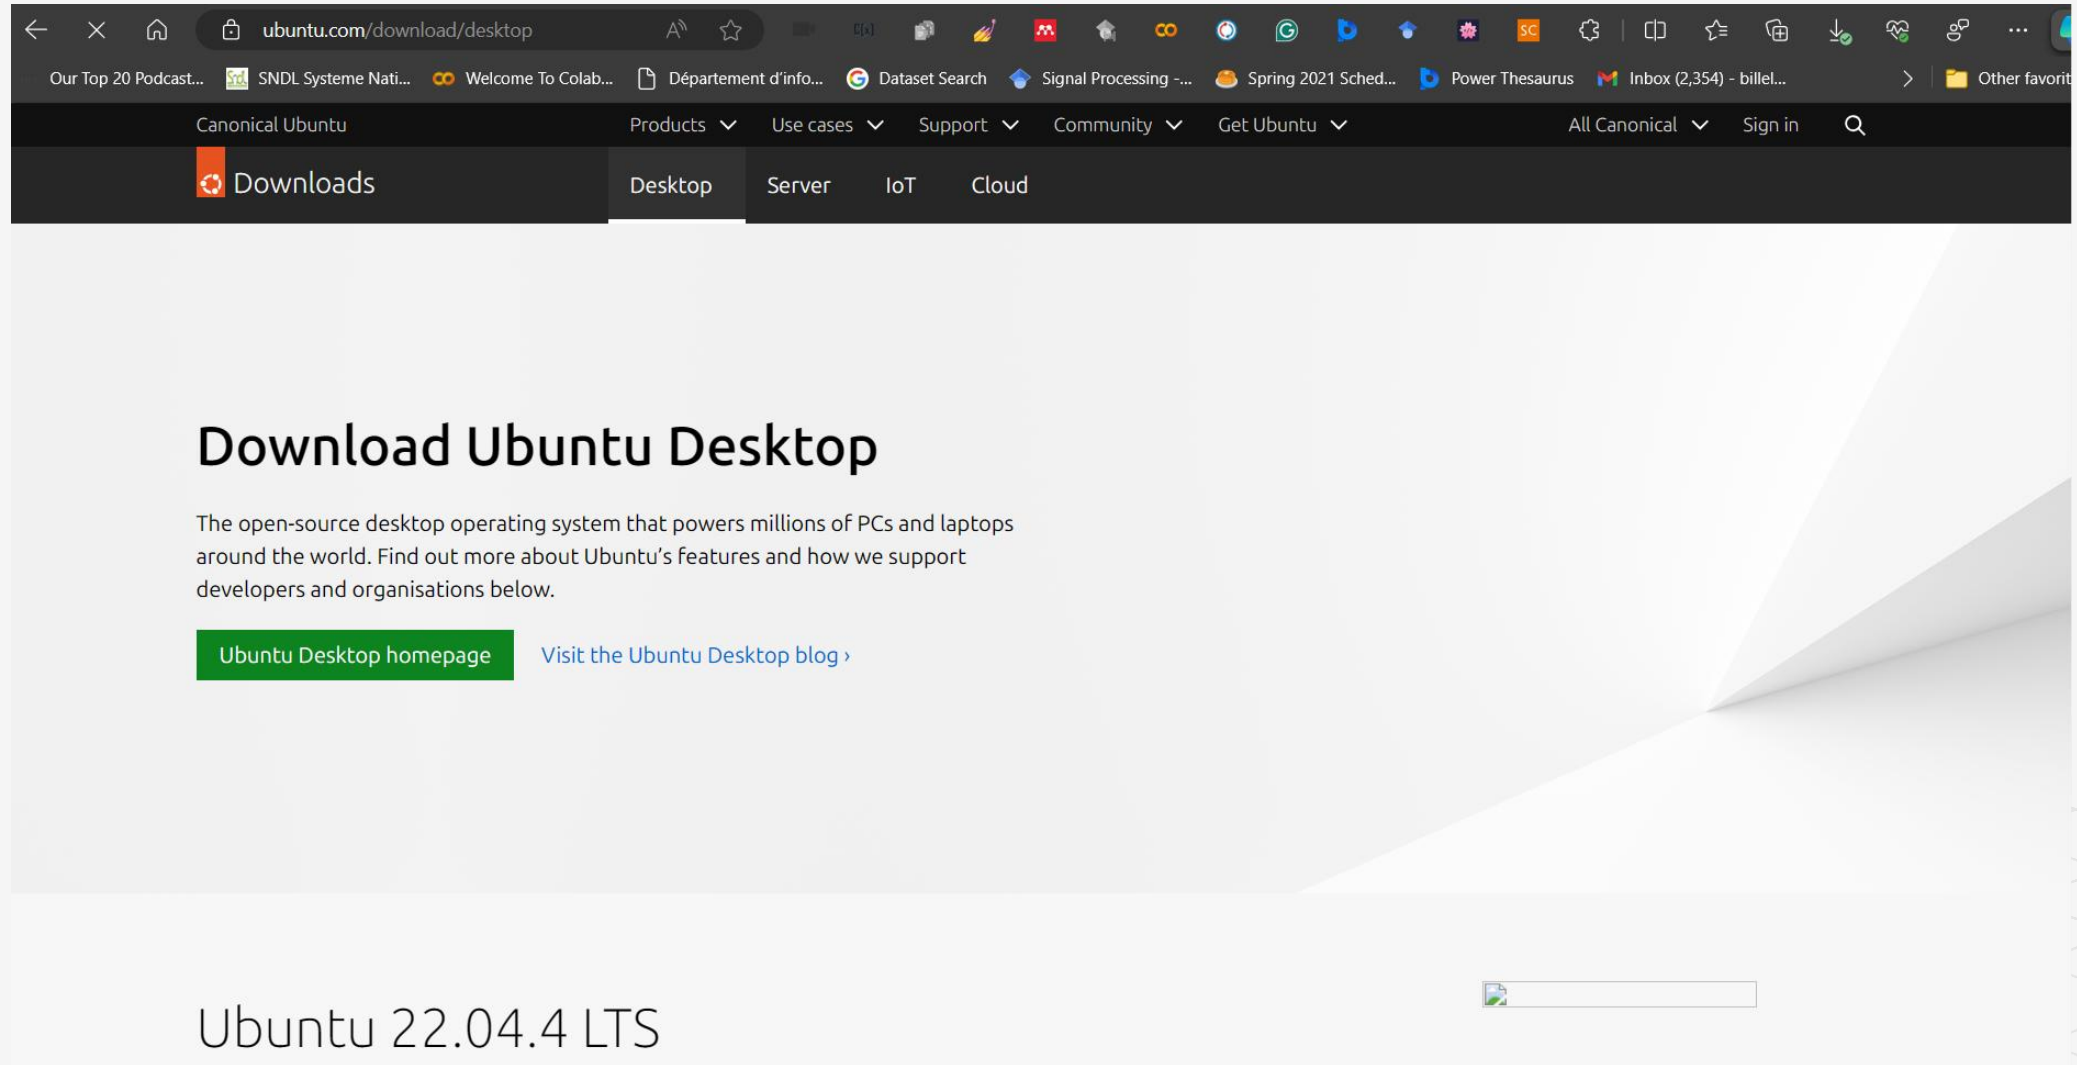 ubuntu.com/download/desktop
SC
Our Top 20 Podcast... SNDL Systeme Nati... Welcome To Colab... Département d'info... Dataset Search Signal Processing -... Spring 2021 Sched... Power Thesaurus Inbox (2,354) - billel... Other favorit
Canonical Ubuntu Products Use cases Support Community Get Ubuntu All Canonical Sign in
Downloads Desktop Server IoT Cloud
Download Ubuntu Desktop
The open-source desktop operating system that powers millions of PCs and laptops
around the world. Find out more about Ubuntu’s features and how we support
developers and organisations below.
Ubuntu Desktop homepage Visit the Ubuntu Desktop blog ›
Ubuntu 22.04.4 LTS